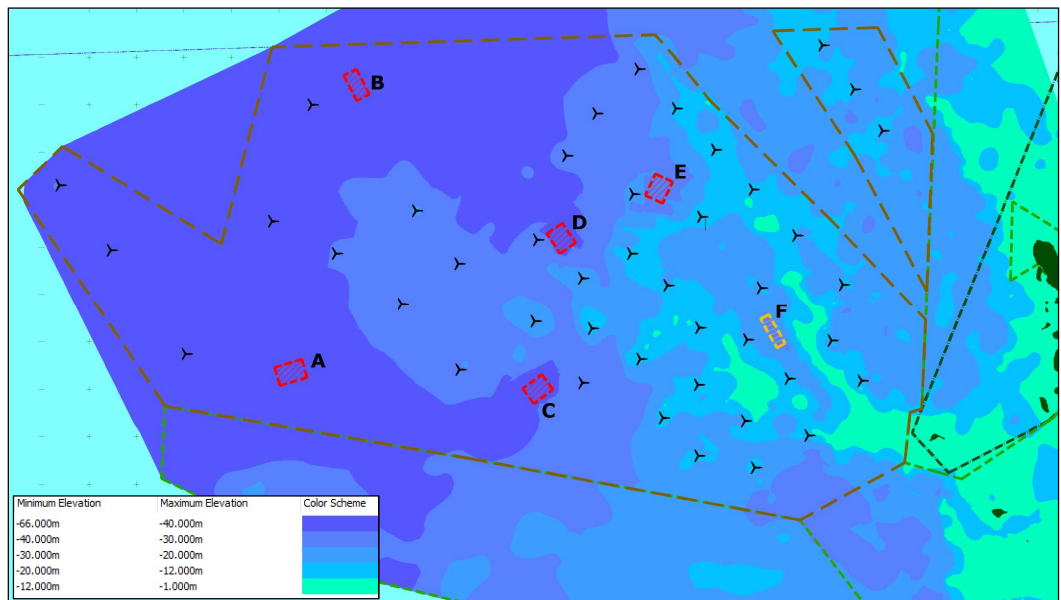 B
E
D
F
A
C
Minimum Elevation Maximum Elevation Color Scheme
-66.000m -40.000m
-40.000m -30.000m
-30.000m -20.000m
-20.000m -12.000m
-12.000m -1.000m